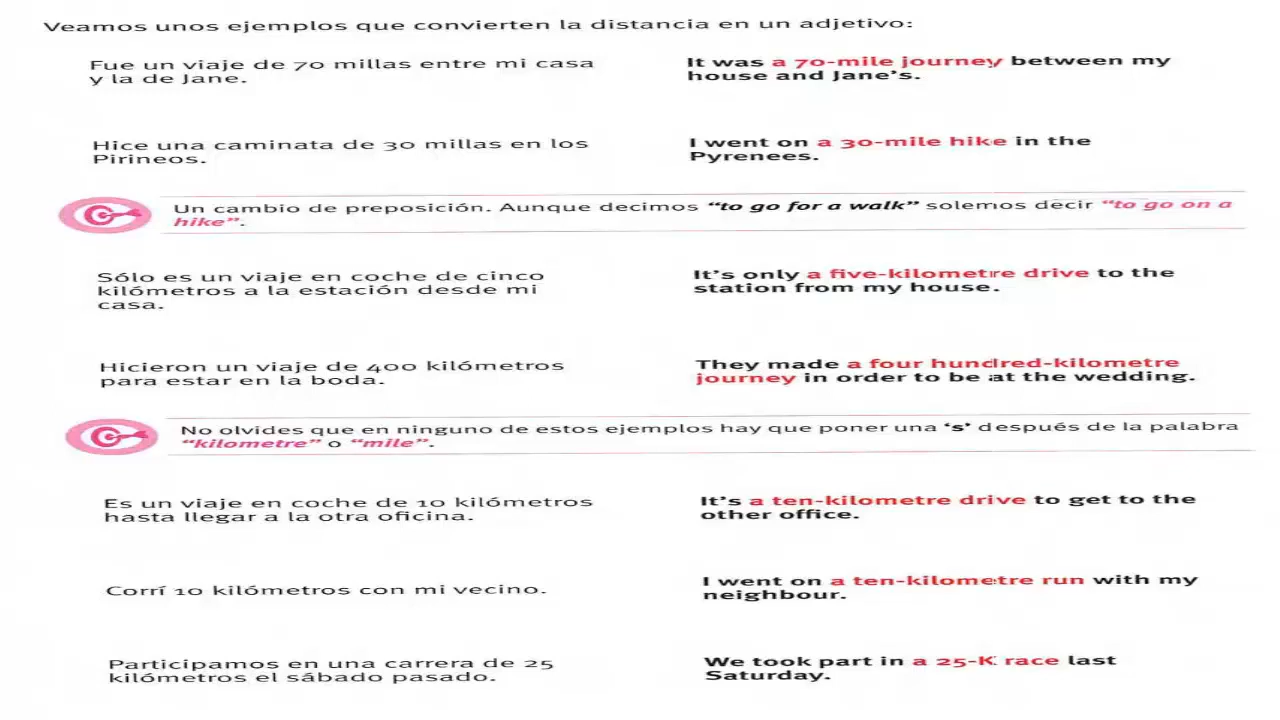 Veamos unos ejemplos que convierten la distancia en un adjetivo:
Fue un viaje de 70 millas entre mi casa
y la de Jane.
It was a 70-mile journey between my
house and Jane's.
Hice una caminata de 30 millas en los
Pirineos.
I went on a 30-mile hike in the
Pyrenees.
Un cambio de preposición. Aunque decimos “to go for a walk” solemos decir “to go on a
hike”.
Sólo es un viaje en coche de cinco
kilómetros a la estación desde mi
casa.
It's only a five-kilometre drive to the
station from my house.
Hicieron un viaje de 400 kilómetros
para estar en la boda.
They made a four hundred-kilometre
journey in order to be at the wedding.
No olvides que en ninguno de estos ejemplos hay que poner una ‘s’ después de la palabra
“kilometre” o “mile”.
Es un viaje en coche de 10 kilómetros
hasta llegar a la otra oficina.
It's a ten-kilometre drive to get to the
other office.
Corrí 10 kilómetros con mi vecino.
I went on a ten-kilometre run with my
neighbour.
Participamos en una carrera de 25
kilómetros el sábado pasado.
We took part in a 25-K race last
Saturday.